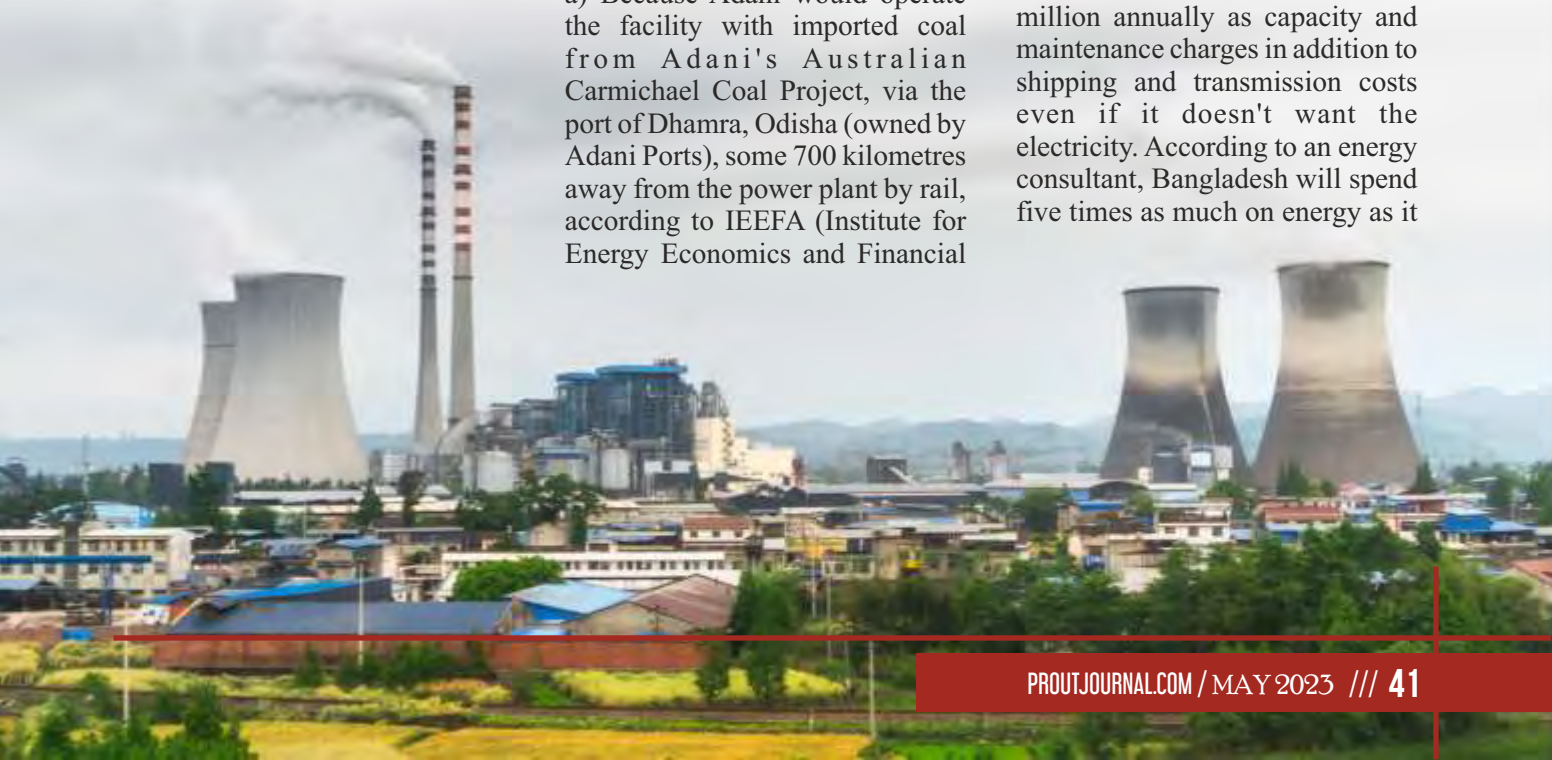 a) Because Adani would operate
the facility with imported coal
from Adani's Australian
Carmichael Coal Project, via the
port of Dhamra, Odisha (owned by
Adani Ports), some 700 kilometres
away from the power plant by rail,
according to IEEFA (Institute for
Energy Economics and Financial
million annually as capacity and
maintenance charges in addition to
shipping and transmission costs
even if it doesn't want the
electricity. According to an energy
consultant, Bangladesh will spend
five times as much on energy as it
PROUTJOURNAL.COM / MAY 2023 /// 41